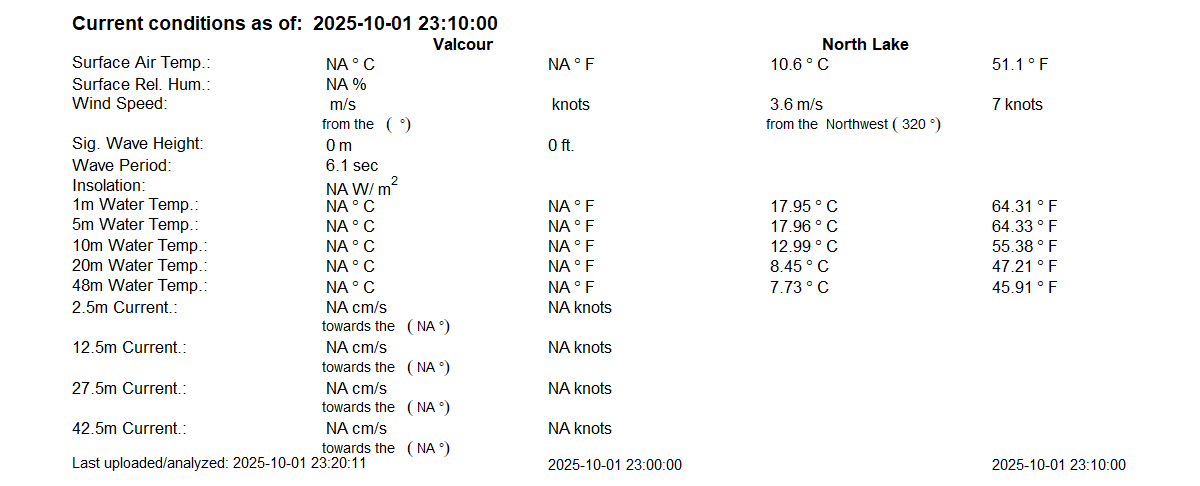 Current conditions as of: 2025-10-01 23:10:00
Valcour North Lake
Surface Air Temp.: NA ° C NA ° F 10.6 ° C 51.1 ° F
Surface Rel. Hum.: NA %
Wind Speed: m/s knots 3.6 m/s 7 knots
from the ( °) from the Northwest ( 320 °)
Sig. Wave Height: 0 m 0 ft.
Wave Period: 6.1 sec
Insolation: NA W/ m²
1m Water Temp.: NA ° C NA ° F 17.95 ° C 64.31 ° F
5m Water Temp.: NA ° C NA ° F 17.96 ° C 64.33 ° F
10m Water Temp.: NA ° C NA ° F 12.99 ° C 55.38 ° F
20m Water Temp.: NA ° C NA ° F 8.45 ° C 47.21 ° F
48m Water Temp.: NA ° C NA ° F 7.73 ° C 45.91 ° F
2.5m Current.: NA cm/s NA knots
towards the ( NA °)
12.5m Current.: NA cm/s NA knots
towards the ( NA °)
27.5m Current.: NA cm/s NA knots
towards the ( NA °)
42.5m Current.: NA cm/s NA knots
towards the ( NA °)
Last uploaded/analyzed: 2025-10-01 23:20:11 2025-10-01 23:00:00 2025-10-01 23:10:00